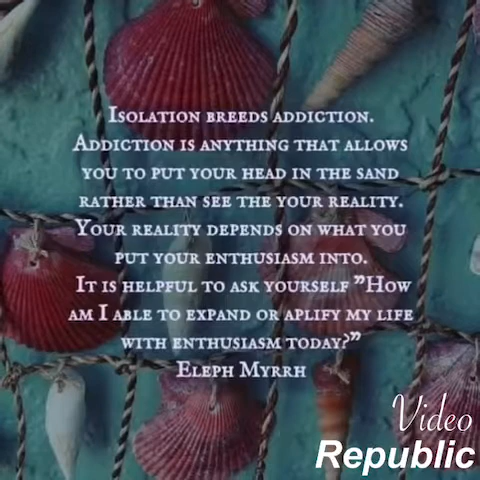 Isolation breeds addiction.
Addiction is anything that allows
you to put your head in the sand
rather than see the your reality.
Your reality depends on what you
put your enthusiasm into.
It is helpful to ask yourself "How
am I able to expand or aplify my life
with enthusiasm today?"
Eleph Myrrh
Video
Republic